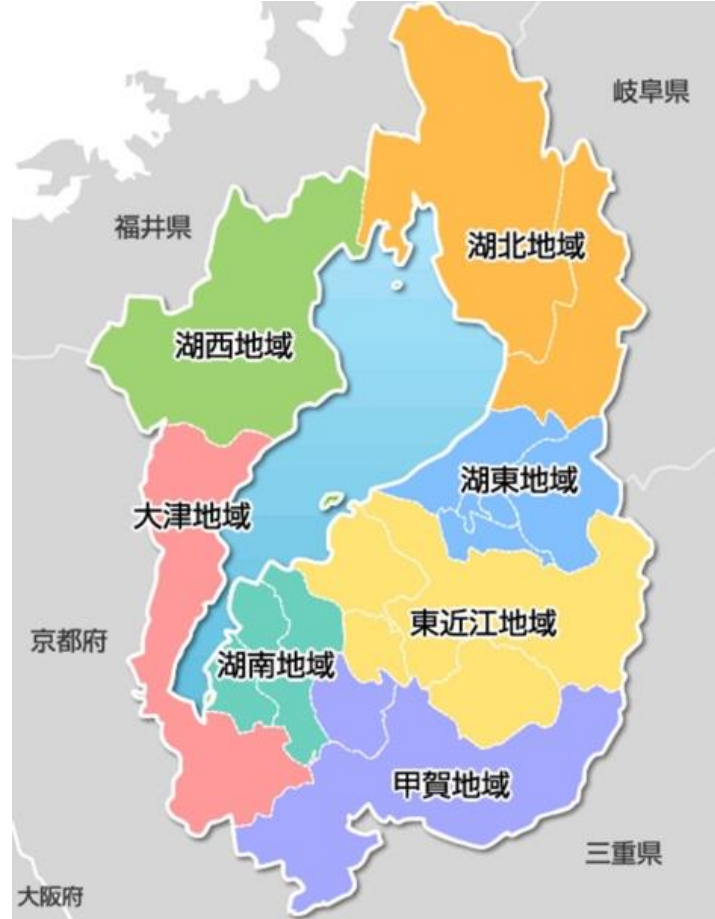 岐阜県
福井県
湖北地域
湖西地域
湖東地域
大津地域
東近江地域
京都府
湖南地域
甲賀地域
三重県
大阪府